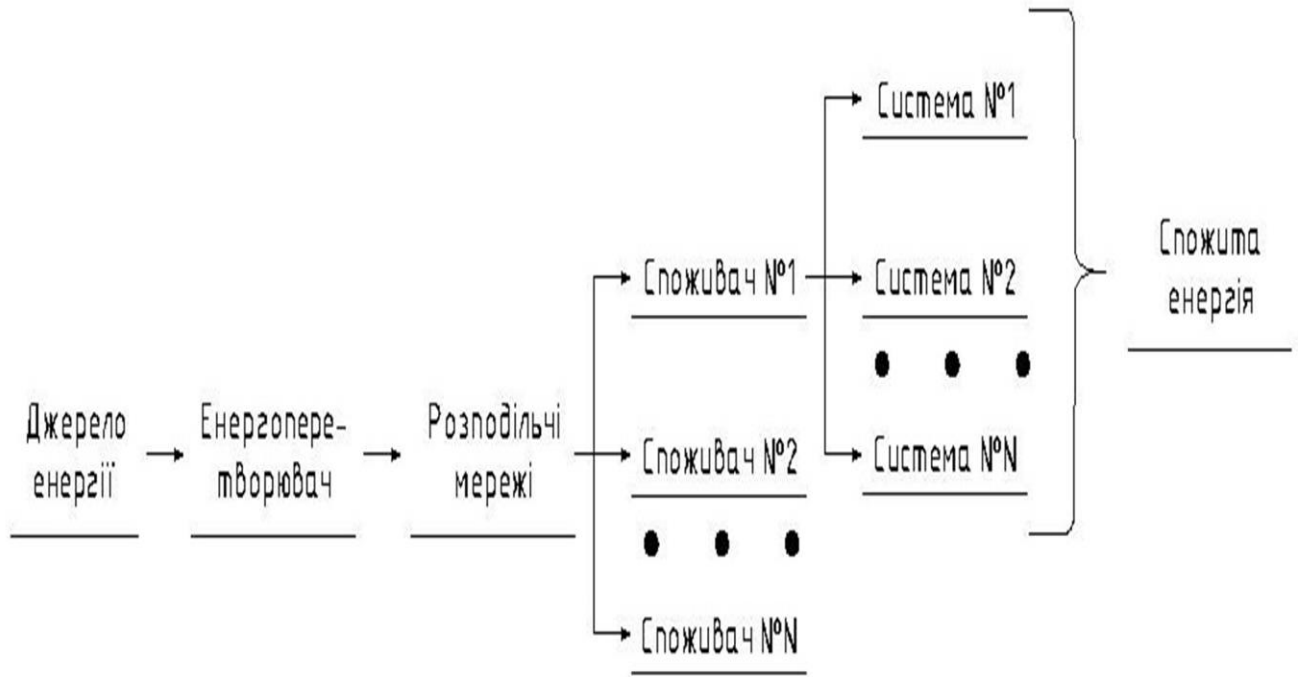 Джерело
енергії
Енергопере-
творювач
Розподільчі
мережі
Споживач №1
Споживач №2
Споживач №N
Система №1
Система №2
Система №N
Спожита
енергія